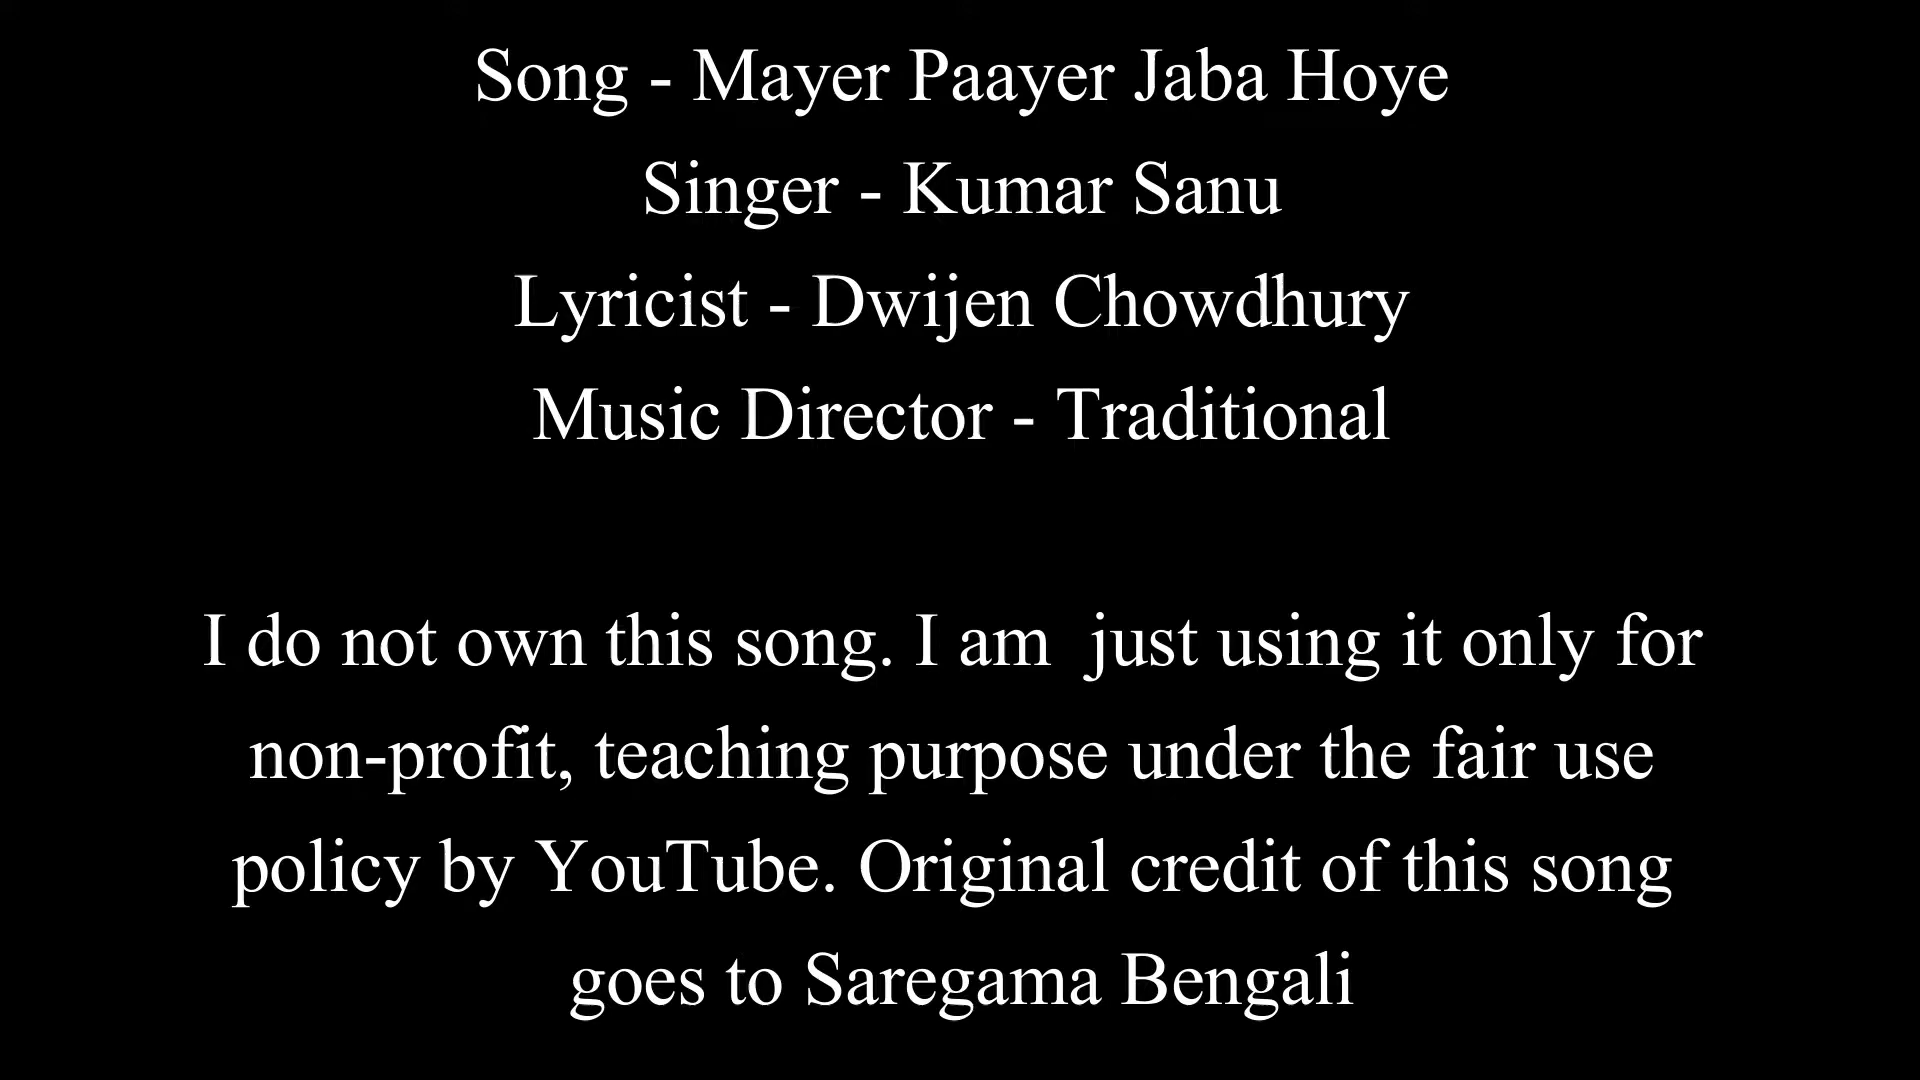 Song - Mayer Paayer Jaba Hoye
Singer - Kumar Sanu
Lyricist - Dwijen Chowdhury
Music Director - Traditional
I do not own this song. I am  just using it only for
non-profit, teaching purpose under the fair use
policy by YouTube. Original credit of this song
goes to Saregama Bengali